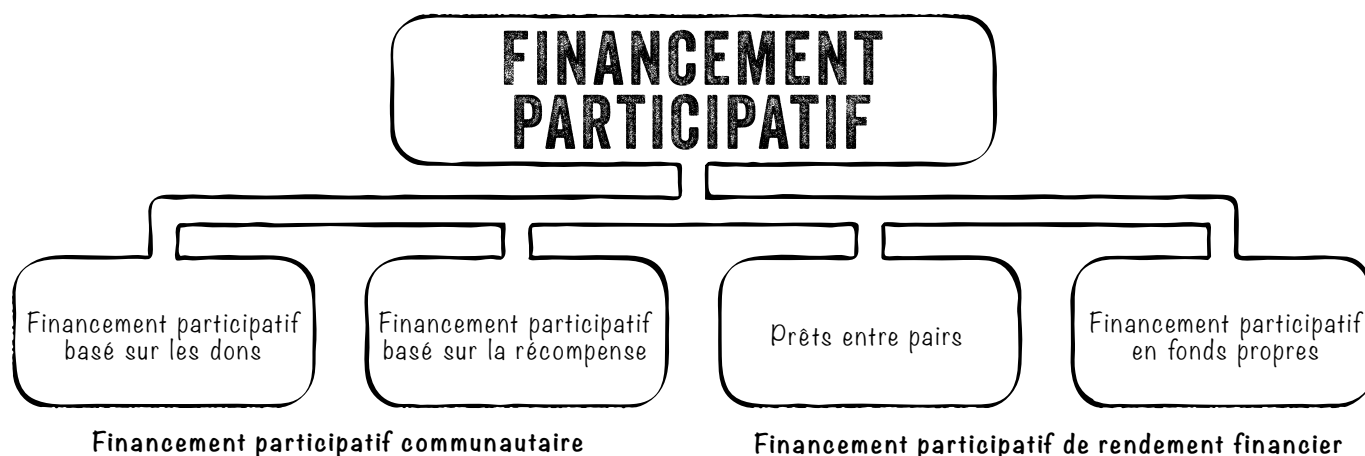 FINANCEMENT
PARTICIPATIF
Financement participatif
basé sur les dons
Financement participatif
basé sur la récompense
Prêts entre pairs
Financement participatif
en fonds propres
Financement participatif communautaire
Financement participatif de rendement financier